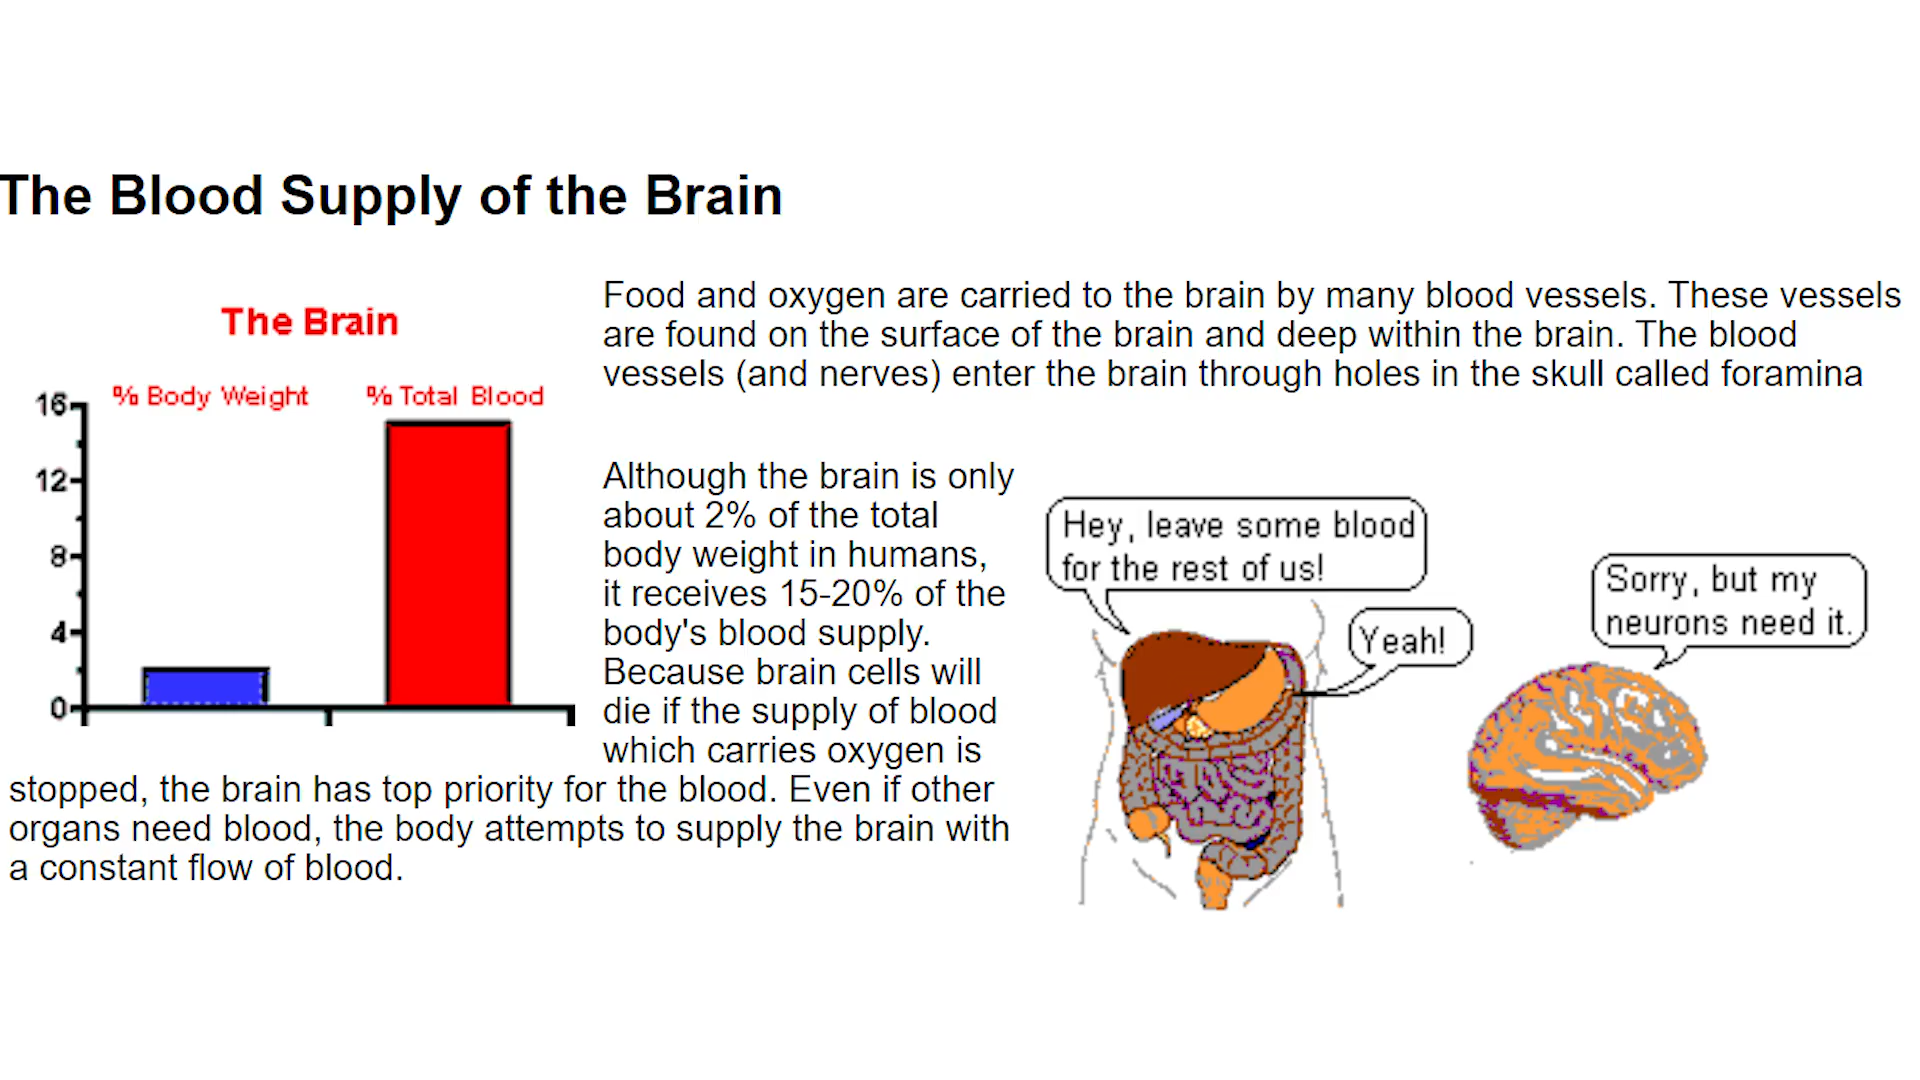 The Blood Supply of the Brain
The Brain
% Body Weight
% Total Blood
16
12
8
4
0
Food and oxygen are carried to the brain by many blood vessels. These vessels
are found on the surface of the brain and deep within the brain. The blood
vessels (and nerves) enter the brain through holes in the skull called foramina
Although the brain is only
about 2% of the total
body weight in humans,
it receives 15-20% of the
body's blood supply.
Because brain cells will
die if the supply of blood
which carries oxygen is
stopped, the brain has top priority for the blood. Even if other
organs need blood, the body attempts to supply the brain with
a constant flow of blood.
Hey, leave some blood
for the rest of us!
Yeah!
Sorry, but my
neurons need it.